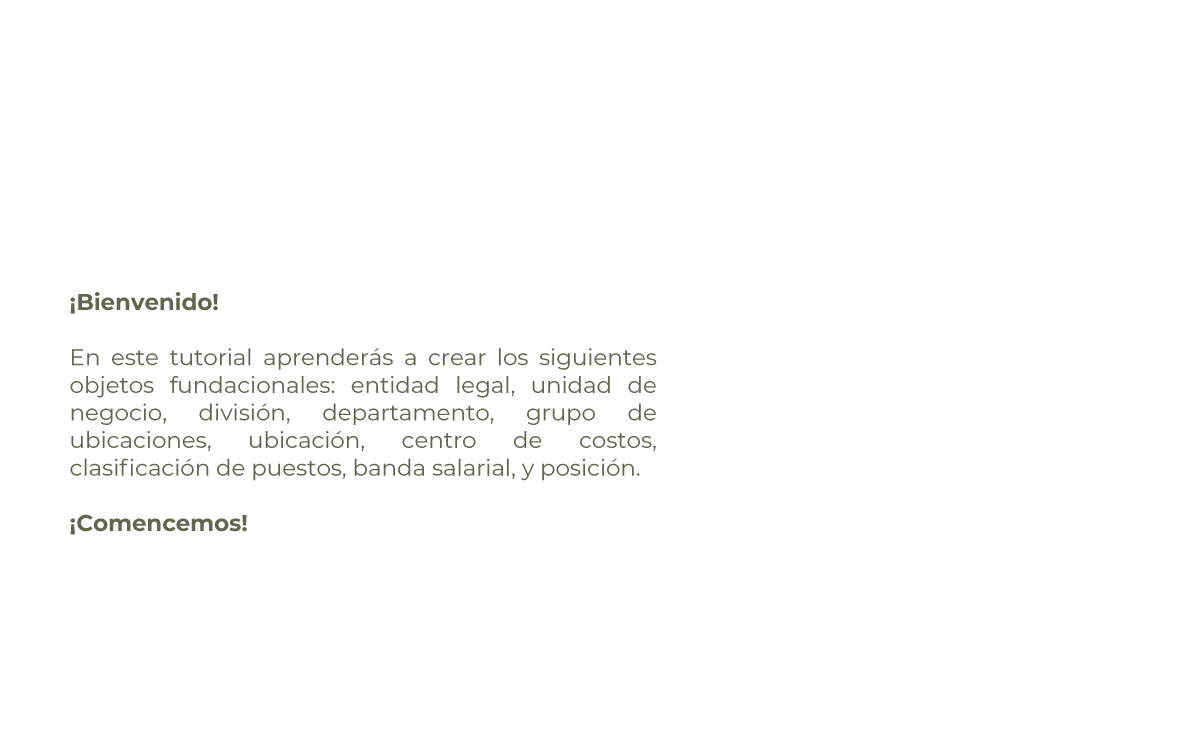 ¡Bienvenido!
En este tutorial aprenderás a crear los siguientes
objetos fundacionales: entidad legal, unidad de
negocio, división, departamento, grupo de
ubicaciones, ubicación, centro de costos,
clasificación de puestos, banda salarial, y posición.
¡Comencemos!